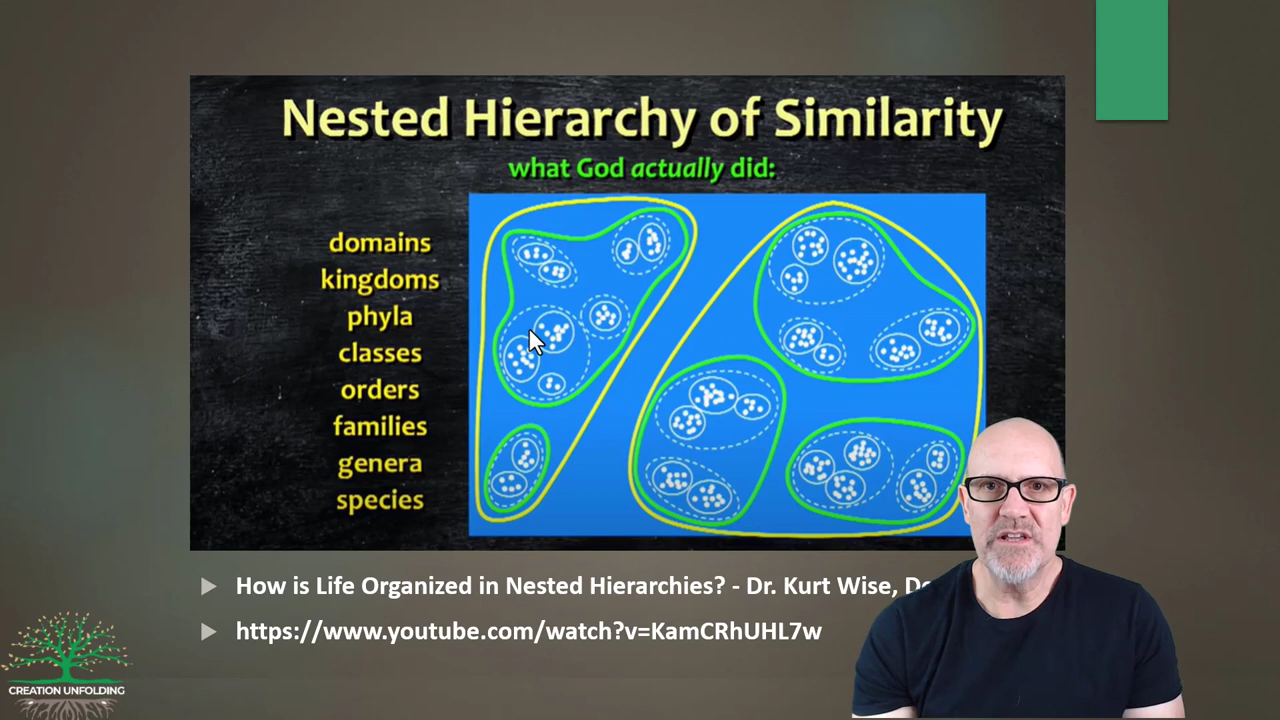 Nested Hierarchy of Similarity
what God actually did:
domains
kingdoms
phyla
classes
orders
families
genera
species
How is Life Organized in Nested Hierarchies? - Dr. Kurt Wise,
https://www.youtube.com/watch?v=KamCRhUHL7w
CREATION UNFOLDING